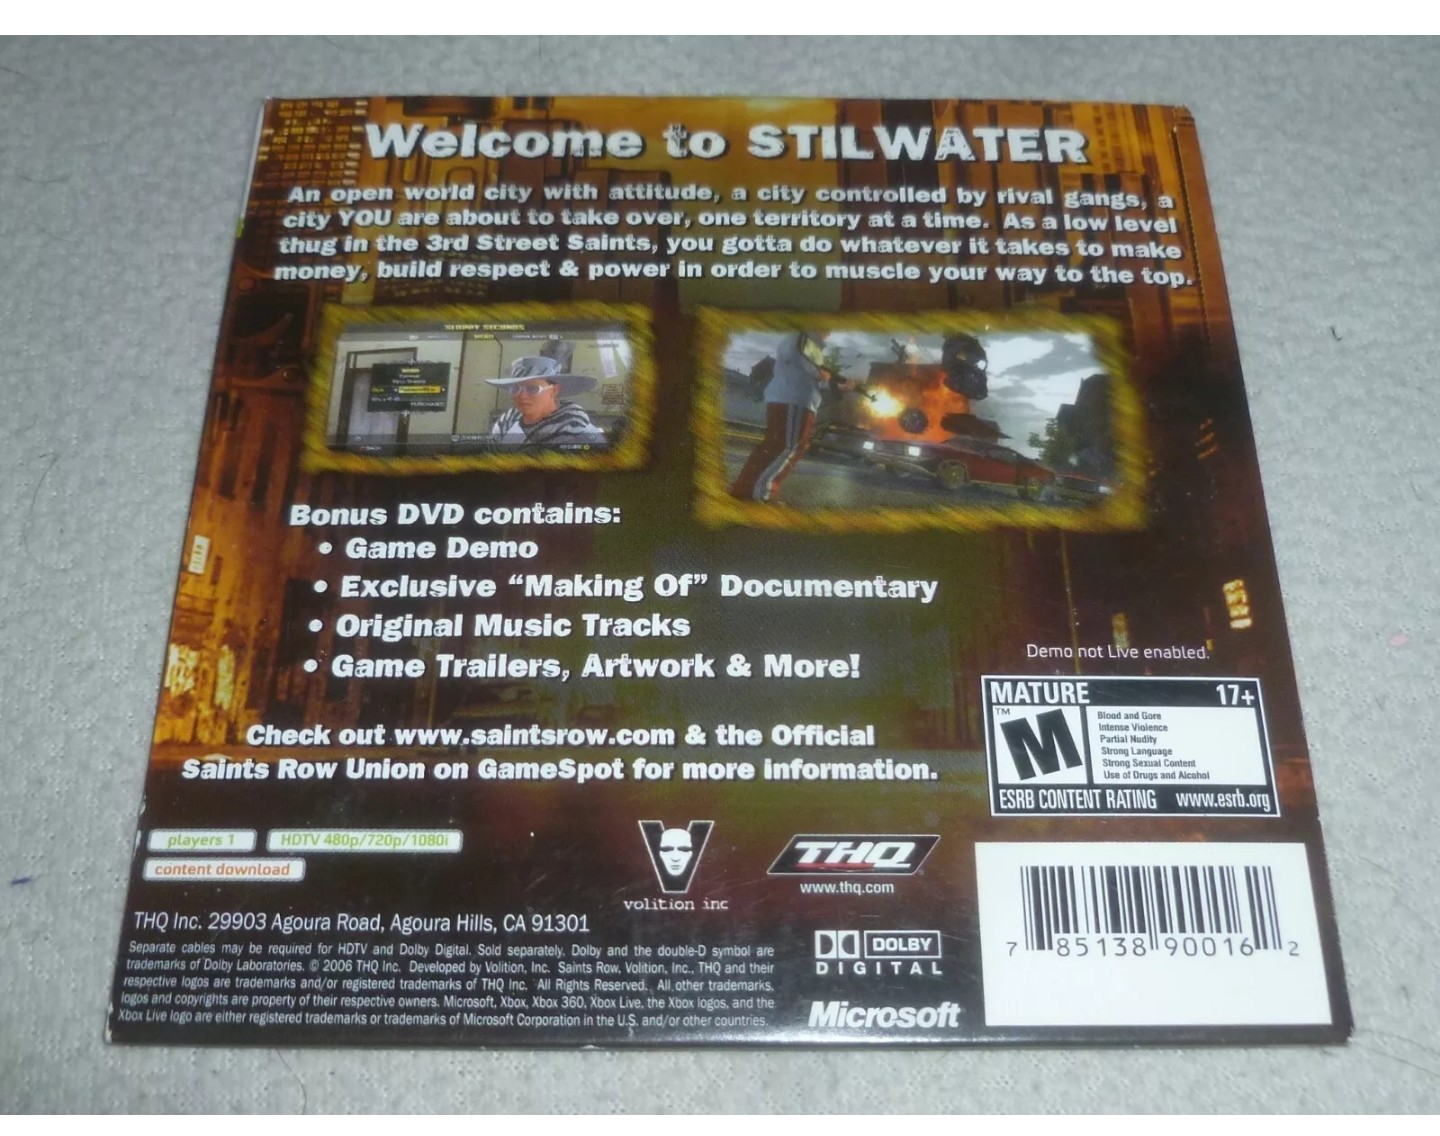 Welcome to STILWATER
An open world city with attitude, a city controlled by rival gangs, a
city YOU are about to take over, one territory at a time. As a low level
thug in the 3rd Street Saints, you gotta do whatever it takes to make
money, build respect & power in order to muscle your way to the top.
SLOPPY SECONDS
PURCHASED
Bonus DVD contains:
• Game Demo
• Exclusive “Making Of” Documentary
• Original Music Tracks
• Game Trailers, Artwork & More!
Check out www.saintsrow.com & the Official
Saints Row Union on GameSpot for more information.
Demo not Live enabled.
MATURE 17+
TM
M
Blood and Gore
Intense Violence
Partial Nudity
Strong Language
Strong Sexual Content
Use of Drugs and Alcohol
ESRB CONTENT RATING www.esrb.org
players 1 HDTV 480p/720p/1080i
content download
volition inc
THQ
www.thq.com
THQ Inc. 29903 Agoura Road, Agoura Hills, CA 91301
Separate cables may be required for HDTV and Dolby Digital. Sold separately. Dolby and the double-D symbol are
trademarks of Dolby Laboratories. © 2006 THQ Inc. Developed by Volition, Inc. Saints Row, Volition, Inc., THQ and their
respective logos are trademarks and/or registered trademarks of THQ Inc. All Rights Reserved. All other trademarks,
logos and copyrights are property of their respective owners. Microsoft, Xbox, Xbox 360, Xbox Live, the Xbox logos, and the
Xbox Live logo are either registered trademarks or trademarks of Microsoft Corporation in the U.S. and/or other countries.
DOLBY
DIGITAL
Microsoft
7 85138 90016 2